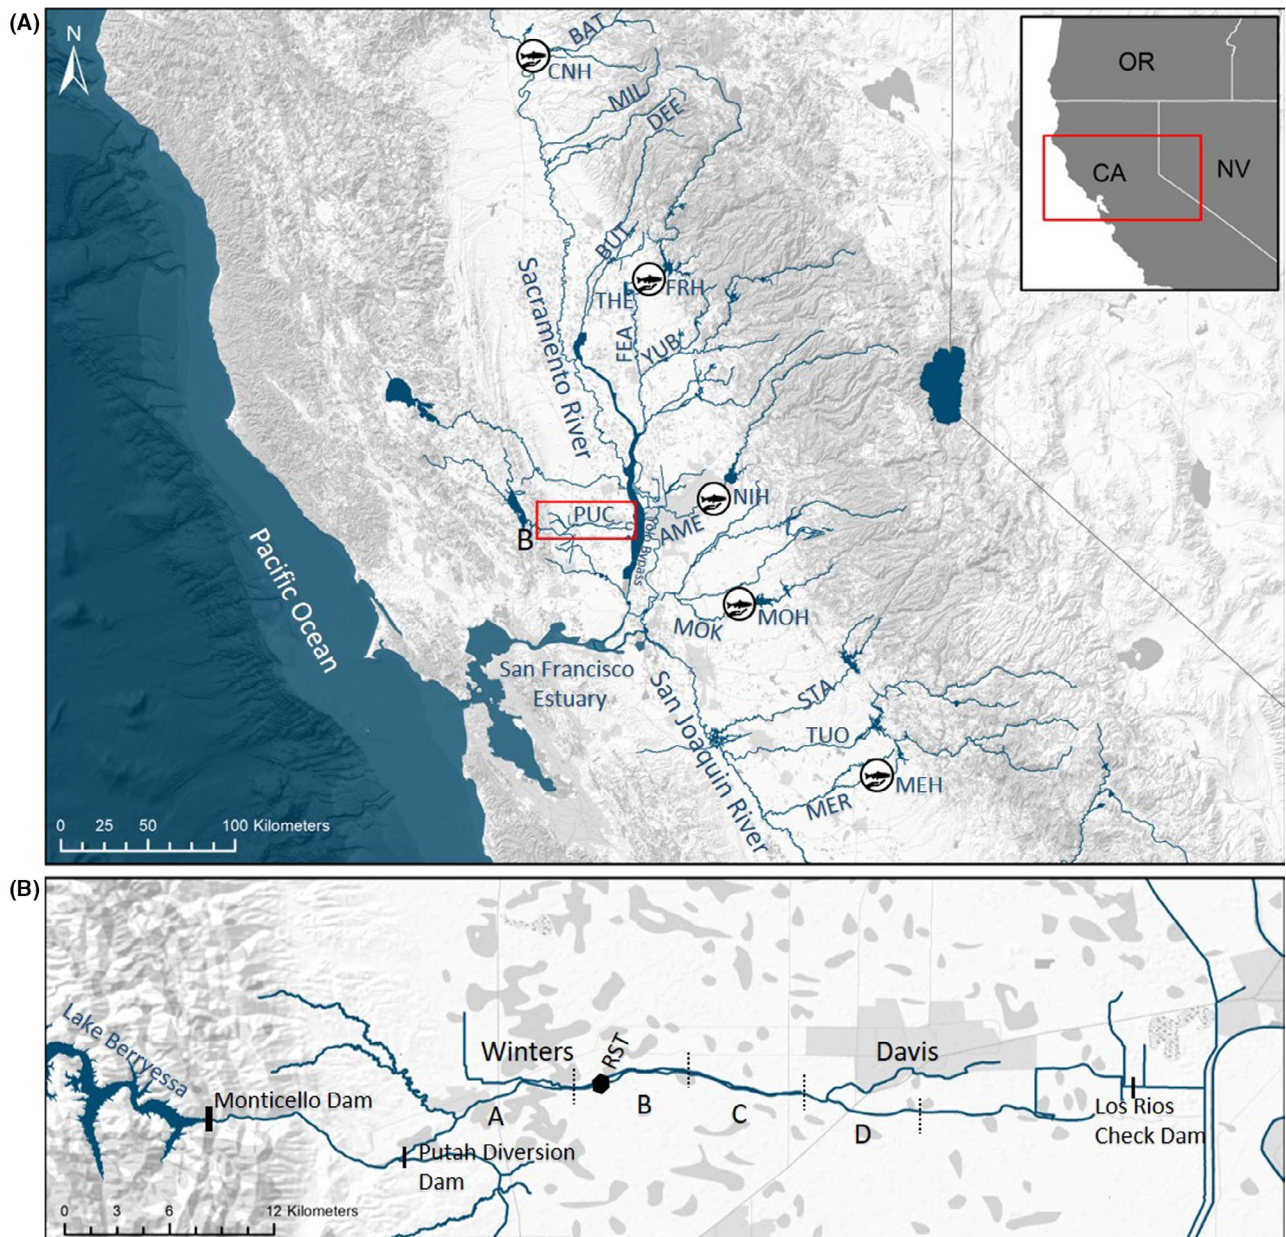 (A)
N
BAT
CNH
MIL
DEE
OR
CA
NV
BUT
FRH
THE
Sacramento River
FEA
YUB
NIH
PUC
AME
B
Yolo Bypass
Pacific Ocean
MOH
MOK
San Francisco
Estuary
San Joaquin River
STA
TUO
MEH
MER
0 25 50 100 Kilometers
(B)
Lake Berryessa
Winters
RST
Davis
Monticello Dam
A
B
C
D
Los Rios
Check Dam
Putah Diversion
Dam
0 3 6 12 Kilometers